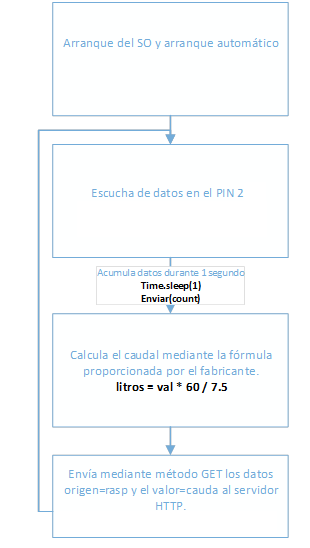 Arranque del SO y arranque automático
Escucha de datos en el PIN 2
Acumula datos durante 1 segundo
Time.sleep(1)
Enviar(count)
Calcula el caudal mediante la fórmula
proporcionada por el fabricante.
litros = val * 60 / 7.5
Envía mediante método GET los datos
origen=rasp y el valor=cauda al servidor
HTTP.